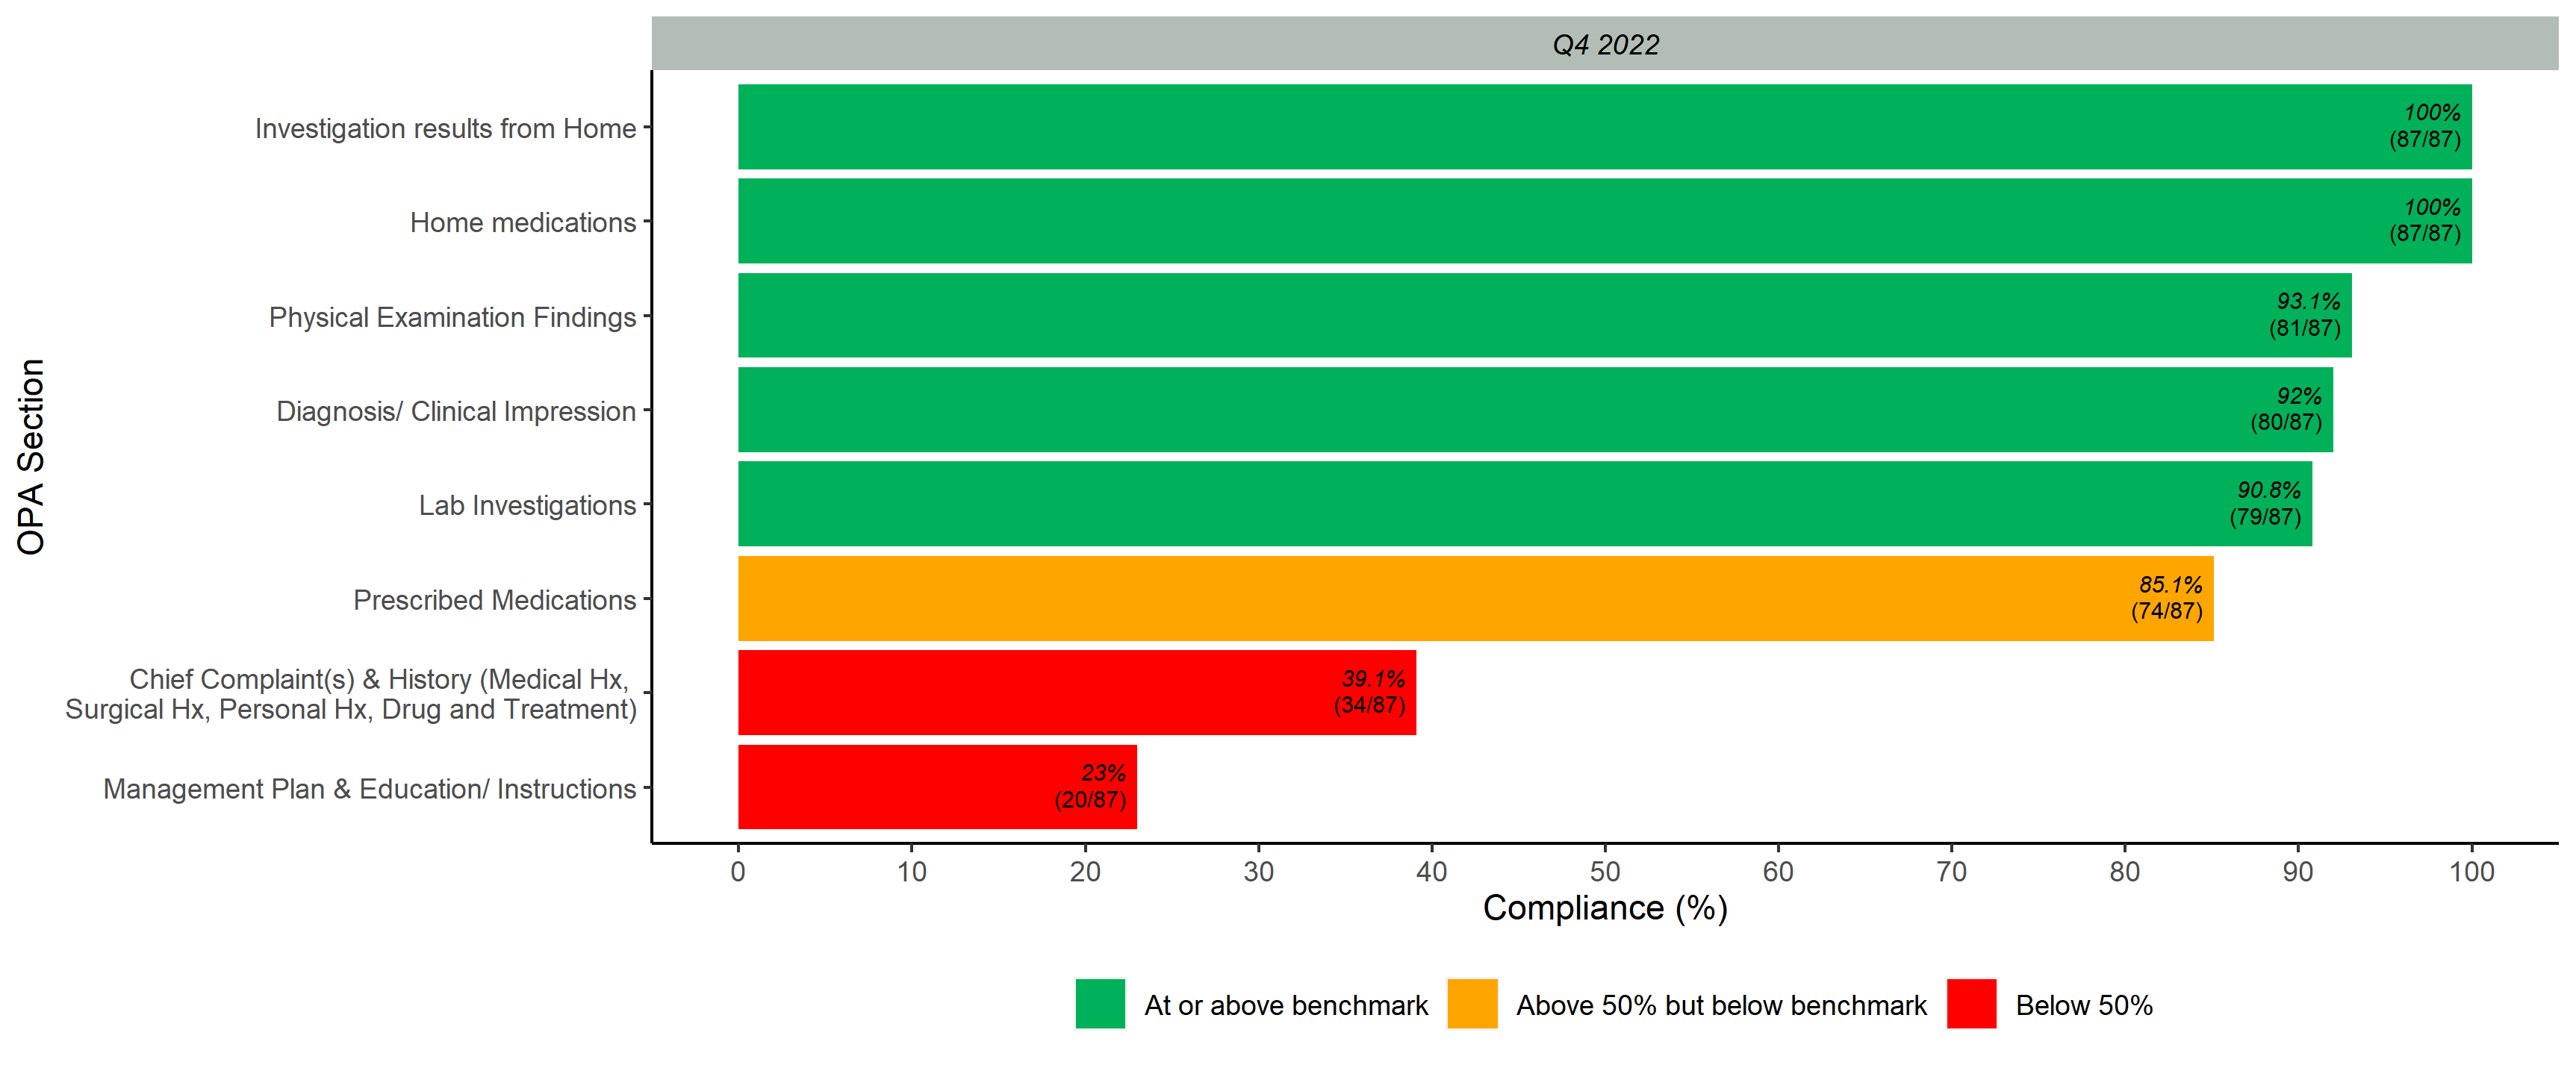 Q4 2022
OPA Section
Investigation results from Home
100%
(87/87)
Home medications
100%
(87/87)
Physical Examination Findings
93.1%
(81/87)
Diagnosis/ Clinical Impression
92%
(80/87)
Lab Investigations
90.8%
(79/87)
Prescribed Medications
85.1%
(74/87)
Chief Complaint(s) & History (Medical Hx,
Surgical Hx, Personal Hx, Drug and Treatment)
39.1%
(34/87)
Management Plan & Education/ Instructions
23%
(20/87)
0 10 20 30 40 50 60 70 80 90 100
Compliance (%)
At or above benchmark Above 50% but below benchmark Below 50%